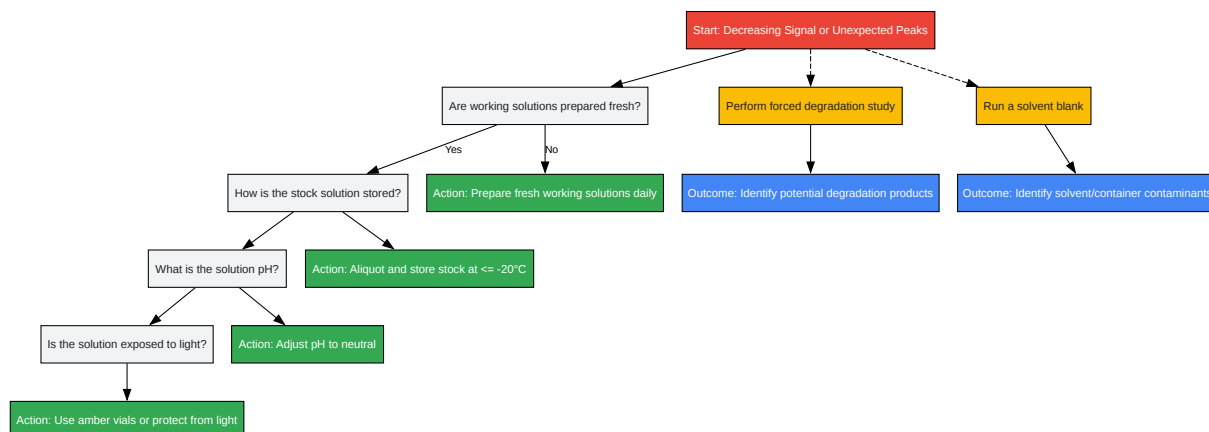 Start: Decreasing Signal or Unexpected Peaks
Are working solutions prepared fresh?
Perform forced degradation study
Run a solvent blank
Yes
No
How is the stock solution stored?
Action: Prepare fresh working solutions daily
Outcome: Identify potential degradation products
Outcome: Identify solvent/container contaminants
What is the solution pH?
Action: Aliquot and store stock at <= -20°C
Is the solution exposed to light?
Action: Adjust pH to neutral
Action: Use amber vials or protect from light